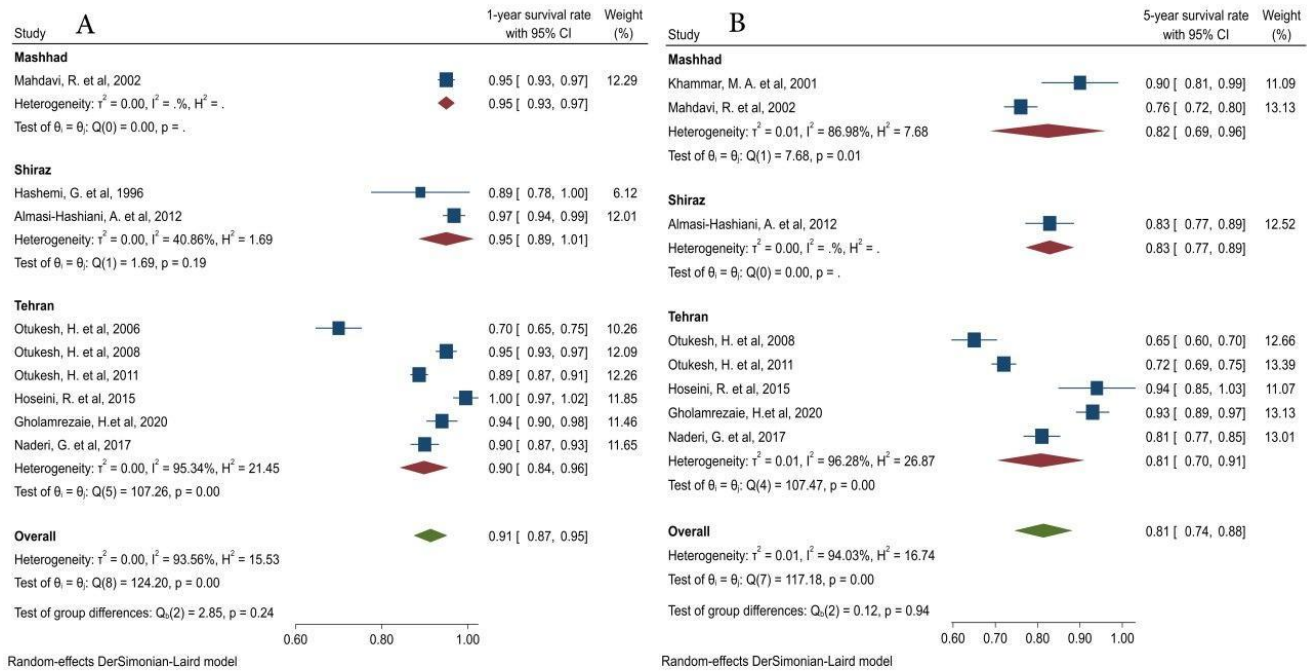 A
1-year survival rate Weight
Study with 95% CI (%)
Mashhad
Mahdavi, R. et al, 2002 0.95 [ 0.93, 0.97] 12.29
Heterogeneity: τ² = 0.00, I² = .%, H² = . 0.95 [ 0.93, 0.97]
Test of θᵢ = θⱼ: Q(0) = 0.00, p = .
Shiraz
Hashemi, G. et al, 1996 0.89 [ 0.78, 1.00] 6.12
Almasi-Hashiani, A. et al, 2012 0.97 [ 0.94, 0.99] 12.01
Heterogeneity: τ² = 0.00, I² = 40.86%, H² = 1.69 0.95 [ 0.89, 1.01]
Test of θᵢ = θⱼ: Q(1) = 1.69, p = 0.19
Tehran
Otukesh, H. et al, 2006 0.70 [ 0.65, 0.75] 10.26
Otukesh, H. et al, 2008 0.95 [ 0.93, 0.97] 12.09
Otukesh, H. et al, 2011 0.89 [ 0.87, 0.91] 12.26
Hoseini, R. et al, 2015 1.00 [ 0.97, 1.02] 11.85
Gholamrezaie, H.et al, 2020 0.94 [ 0.90, 0.98] 11.46
Naderi, G. et al, 2017 0.90 [ 0.87, 0.93] 11.65
Heterogeneity: τ² = 0.00, I² = 95.34%, H² = 21.45 0.90 [ 0.84, 0.96]
Test of θᵢ = θⱼ: Q(5) = 107.26, p = 0.00
Overall 0.91 [ 0.87, 0.95]
Heterogeneity: τ² = 0.00, I² = 93.56%, H² = 15.53
Test of θᵢ = θⱼ: Q(8) = 124.20, p = 0.00
Test of group differences: Q_b(2) = 2.85, p = 0.24
0.60 0.80 1.00
Random-effects DerSimonian-Laird model
B
5-year survival rate Weight
Study with 95% CI (%)
Mashhad
Khammar, M. A. et al, 2001 0.90 [ 0.81, 0.99] 11.09
Mahdavi, R. et al, 2002 0.76 [ 0.72, 0.80] 13.13
Heterogeneity: τ² = 0.01, I² = 86.98%, H² = 7.68 0.82 [ 0.69, 0.96]
Test of θᵢ = θⱼ: Q(1) = 7.68, p = 0.01
Shiraz
Almasi-Hashiani, A. et al, 2012 0.83 [ 0.77, 0.89] 12.52
Heterogeneity: τ² = 0.00, I² = .%, H² = . 0.83 [ 0.77, 0.89]
Test of θᵢ = θⱼ: Q(0) = 0.00, p = .
Tehran
Otukesh, H. et al, 2008 0.65 [ 0.60, 0.70] 12.66
Otukesh, H. et al, 2011 0.72 [ 0.69, 0.75] 13.39
Hoseini, R. et al, 2015 0.94 [ 0.85, 1.03] 11.07
Gholamrezaie, H.et al, 2020 0.93 [ 0.89, 0.97] 13.13
Naderi, G. et al, 2017 0.81 [ 0.77, 0.85] 13.01
Heterogeneity: τ² = 0.01, I² = 96.28%, H² = 26.87 0.81 [ 0.70, 0.91]
Test of θᵢ = θⱼ: Q(4) = 107.47, p = 0.00
Overall 0.81 [ 0.74, 0.88]
Heterogeneity: τ² = 0.01, I² = 94.03%, H² = 16.74
Test of θᵢ = θⱼ: Q(7) = 117.18, p = 0.00
Test of group differences: Q_b(2) = 0.12, p = 0.94
0.60 0.70 0.80 0.90 1.00
Random-effects DerSimonian-Laird model